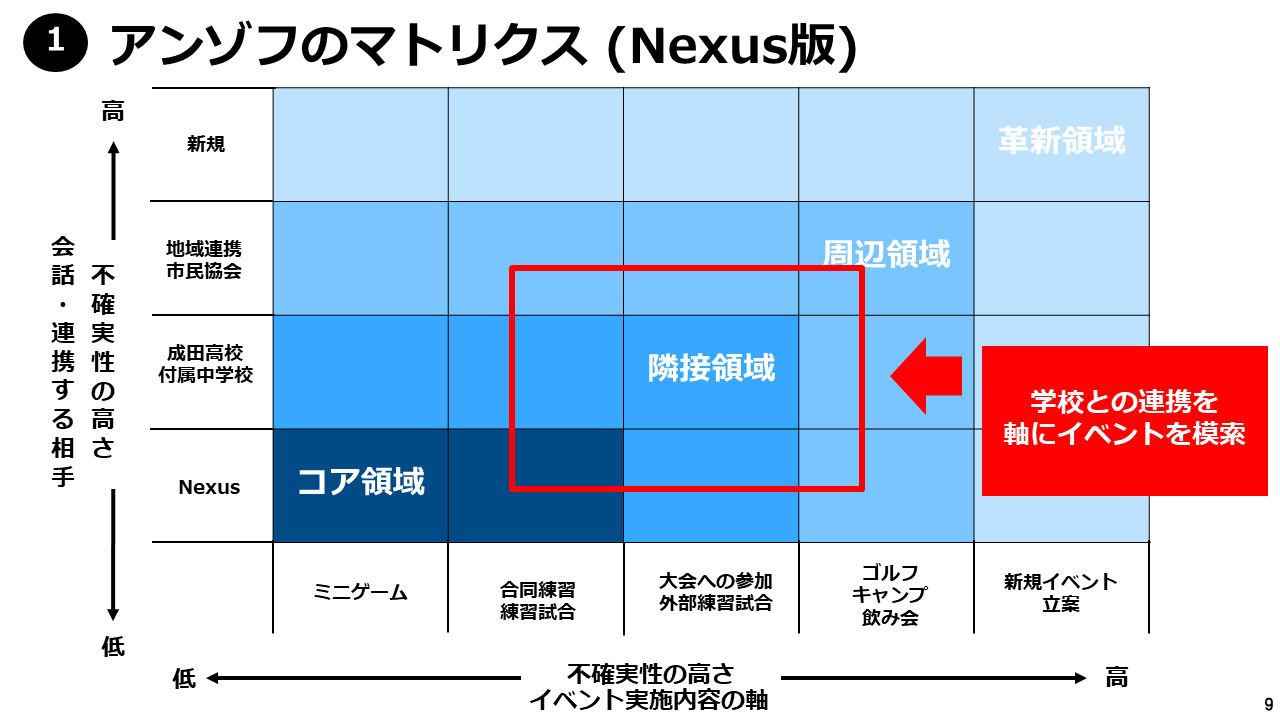 1
アンゾフのマトリクス (Nexus版)
高
新規
革新領域
地域連携
市民協会
周辺領域
不確実性の高さ
会話・連携する相手
成田高校
付属中学校
隣接領域
学校との連携を
軸にイベントを模索
Nexus
コア領域
低
ミニゲーム
合同練習
練習試合
大会への参加
外部練習試合
ゴルフ
キャンプ
飲み会
新規イベント
立案
低
不確実性の高さ
イベント実施内容の軸
高
9